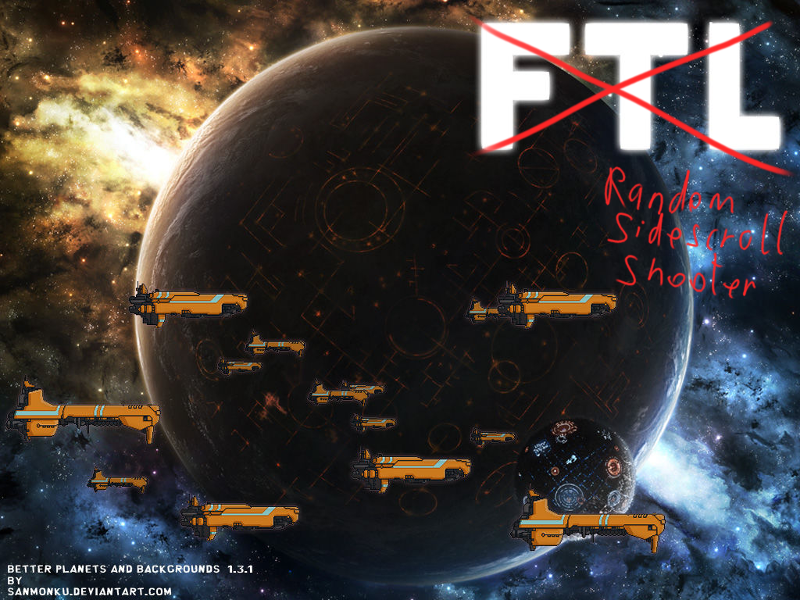 FTL
Random
Sidescroll
Shooter
BETTER PLANETS AND BACKGROUNDS 1.3.1
BY
SANMONKU.DEVIANTART.COM